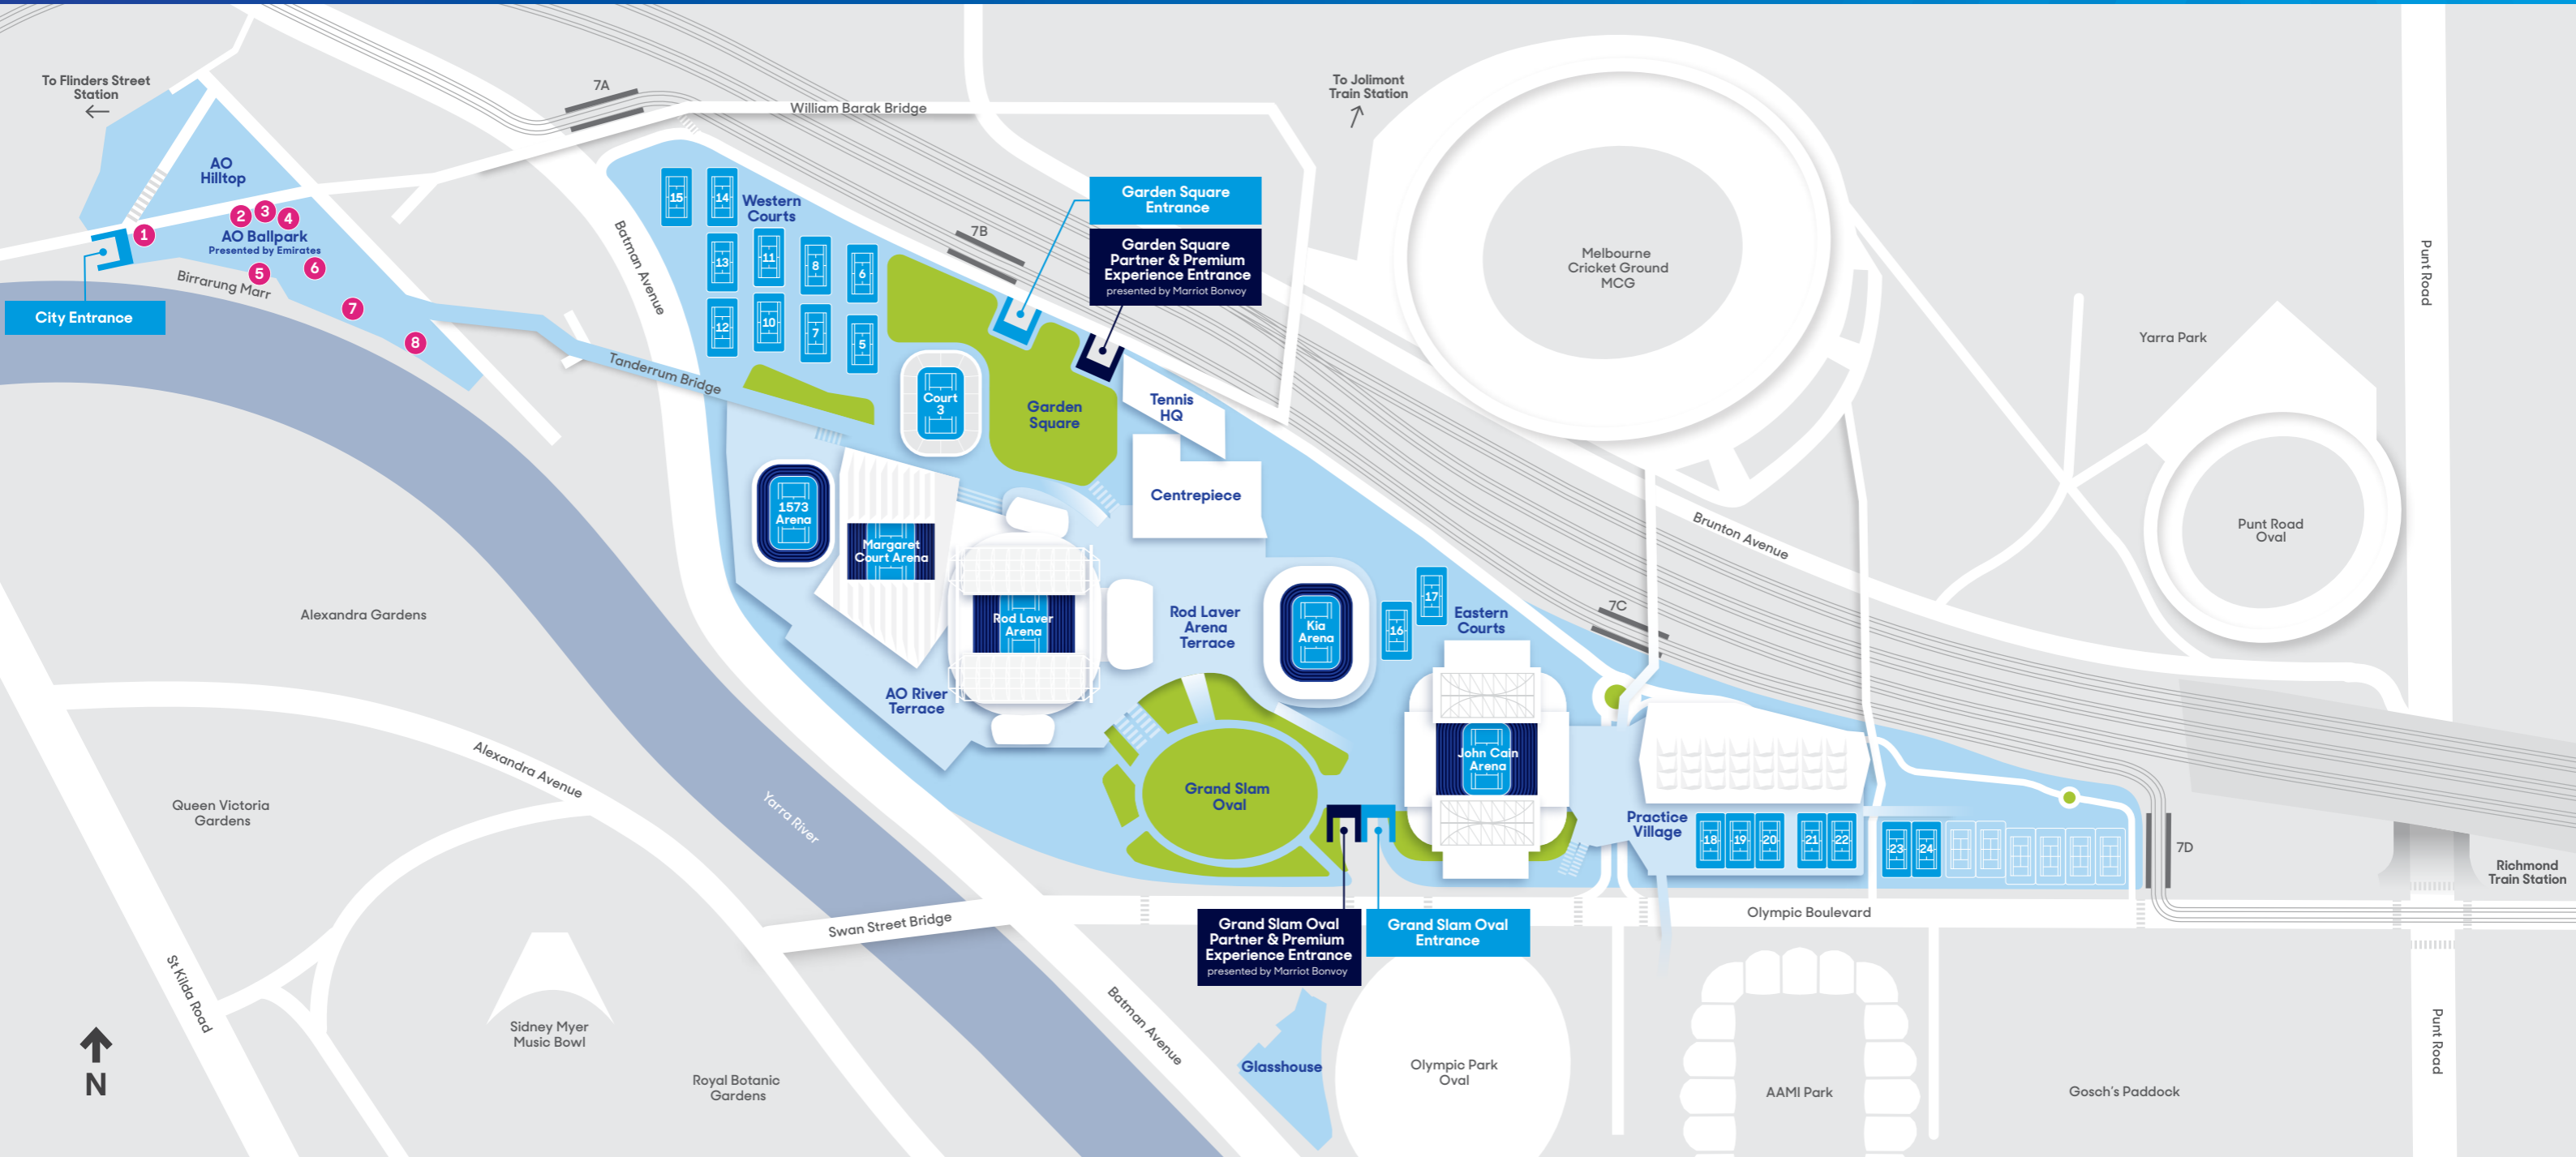 To Flinders Street
Station
7A
William Barak Bridge
To Jolimont
Train Station
AO
Hilltop
1
2
3
4
AO Ballpark
Presented by Emirates
5
6
7
8
Birrarung Marr
City Entrance
Batman Avenue
Tanderrum Bridge
15
14
Western
Courts
13
11
8
6
12
10
7
5
7B
Garden Square
Entrance
Garden Square
Partner & Premium
Experience Entrance
presented by Marriot Bonvoy
Melbourne
Cricket Ground
MCG
Punt Road
Yarra Park
Punt Road
Oval
Court
3
Garden
Square
Tennis
HQ
Centrepiece
1573
Arena
Margaret
Court Arena
Rod Laver
Arena
Rod Laver
Arena
Terrace
Kia
Arena
16
17
Eastern
Courts
7C
Brunton Avenue
AO River
Terrace
Grand Slam
Oval
John Cain
Arena
Practice
Village
18
19
20
21
22
23
24
7D
Richmond
Train Station
Alexandra Gardens
Alexandra Avenue
Queen Victoria
Gardens
Yarra River
Swan Street Bridge
Olympic Boulevard
Grand Slam Oval
Partner & Premium
Experience Entrance
presented by Marriot Bonvoy
Grand Slam Oval
Entrance
St Kilda Road
Sidney Myer
Music Bowl
Royal Botanic
Gardens
Batman Avenue
Glasshouse
Olympic Park
Oval
AAMI Park
Gosch's Paddock
Punt Road
N